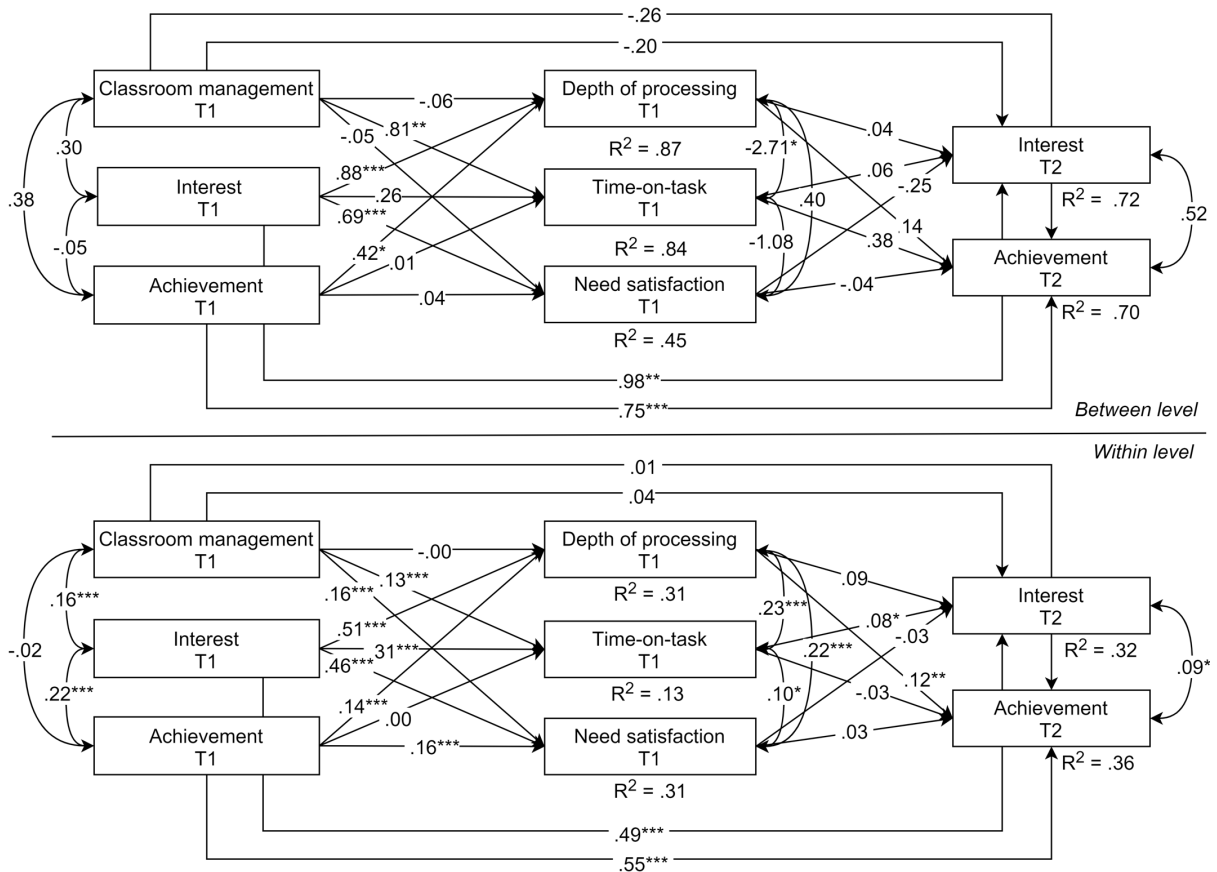 -.26
-.20
Classroom management
T1
Depth of processing
T1
R² = .87
Interest
T1
Time-on-task
T1
R² = .84
Achievement
T1
Need satisfaction
T1
R² = .45
Interest
T2
R² = .72
Achievement
T2
R² = .70
.38
.30
-.05
-.06
.81**
-.05
.88***
.26
.69***
.42*
.01
.04
-2.71*
.40
-1.08
.04
.06
-.25
.14
.38
-.04
.52
.98**
.75***
Between level
Within level
.01
.04
Classroom management
T1
Depth of processing
T1
R² = .31
Interest
T1
Time-on-task
T1
R² = .13
Achievement
T1
Need satisfaction
T1
R² = .31
Interest
T2
R² = .32
Achievement
T2
R² = .36
-.02
.16***
.22***
-.00
.13***
.16***
.51***
.31***
.46***
.14***
.00
.16***
.23***
.22***
.10*
.09
.08*
-.03
.12**
-.03
.03
.09*
.49***
.55***